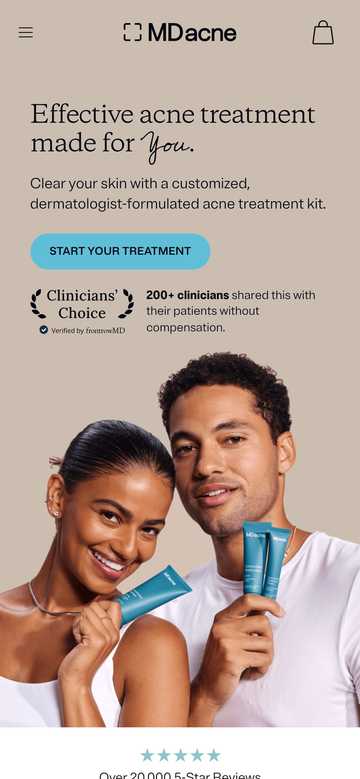 MDacne
Effective acne treatment
made for You.
Clear your skin with a customized,
dermatologist-formulated acne treatment kit.
START YOUR TREATMENT
Clinicians'
Choice
Verified by frontrowMD
200+ clinicians shared this with
their patients without
compensation.
MDacne
MDacne
Over 20,000 5-Star Reviews